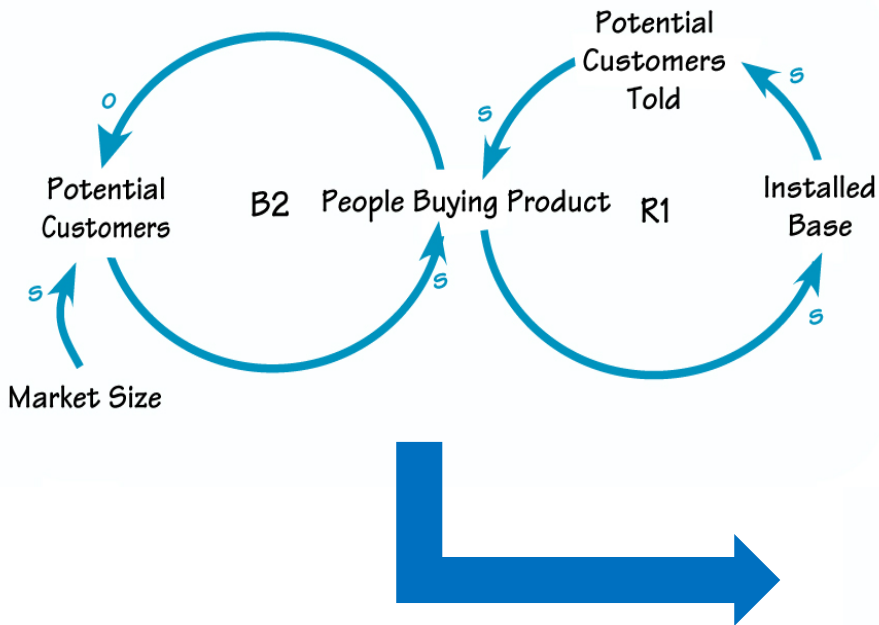 Potential
Customers
Told
o
s
s
Potential
Customers
B2
People Buying Product
R1
Installed
Base
s
s
s
Market Size